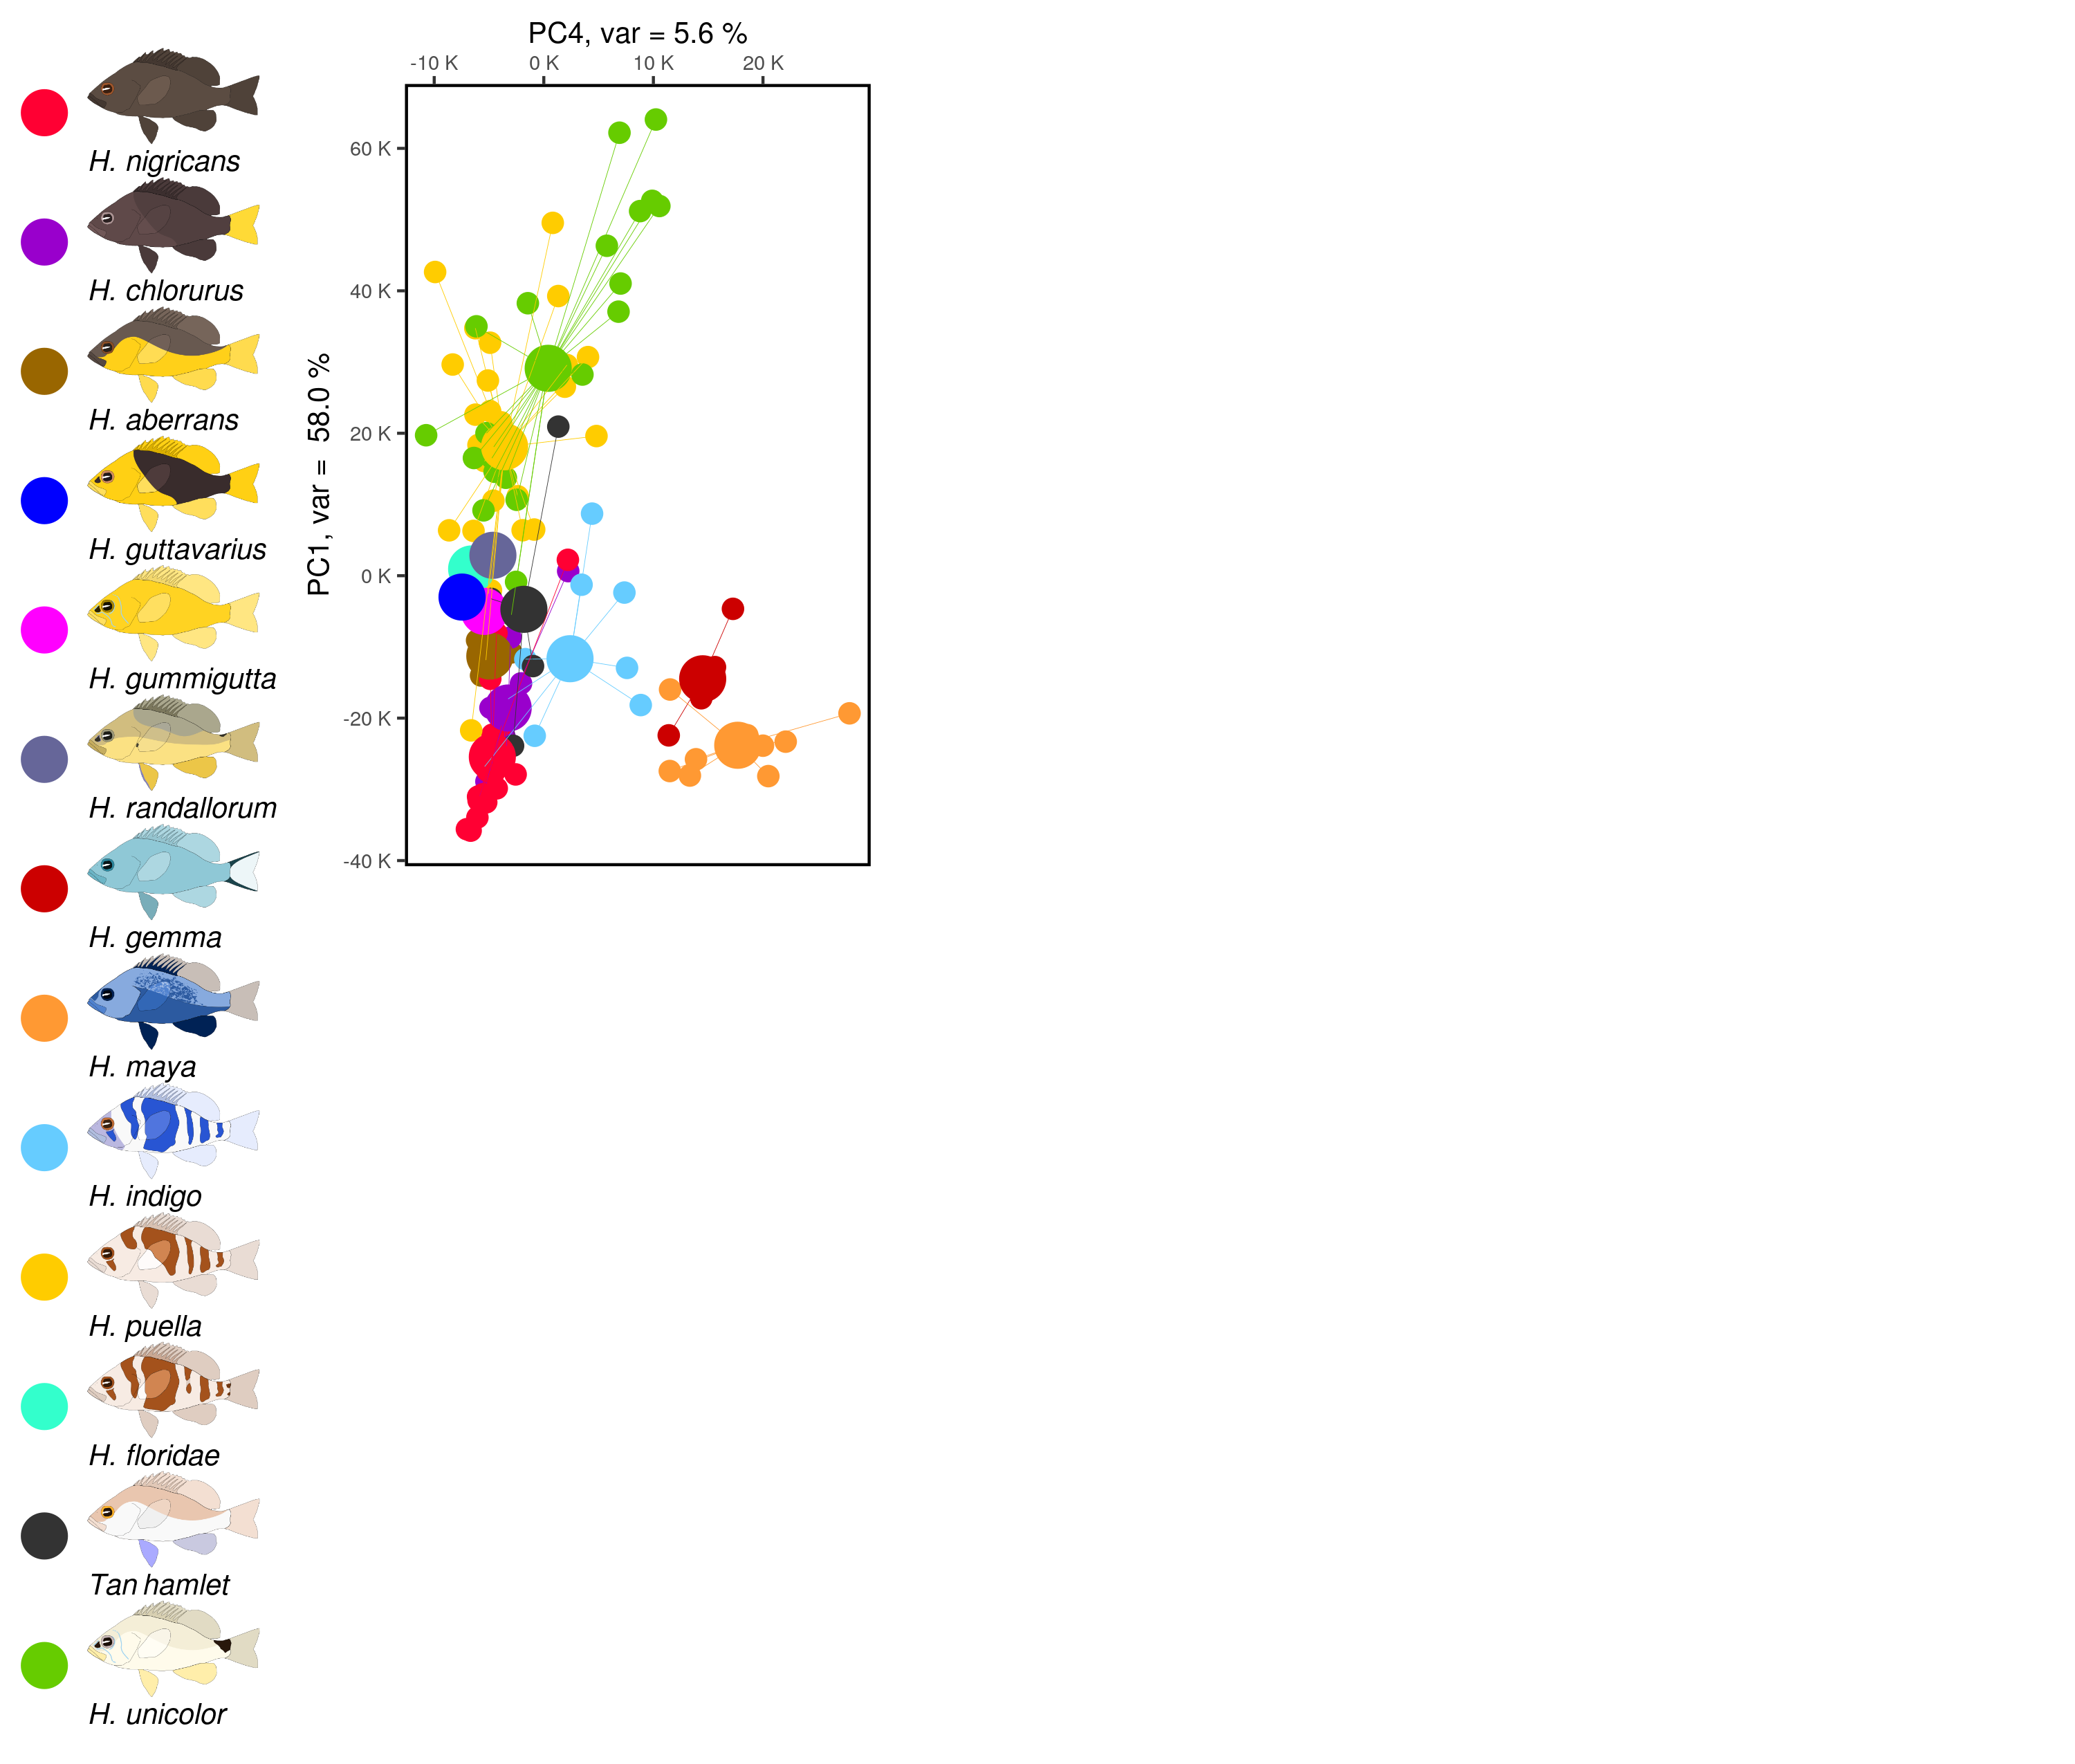 PC4, var = 5.6 %
-10 K 0 K 10 K 20 K
60 K
40 K
20 K
0 K
-20 K
-40 K
PC1, var = 58.0 %
H. nigricans
H. chlorurus
H. aberrans
H. guttavarius
H. gummigutta
H. randallorum
H. gemma
H. maya
H. indigo
H. puella
H. floridae
Tan hamlet
H. unicolor